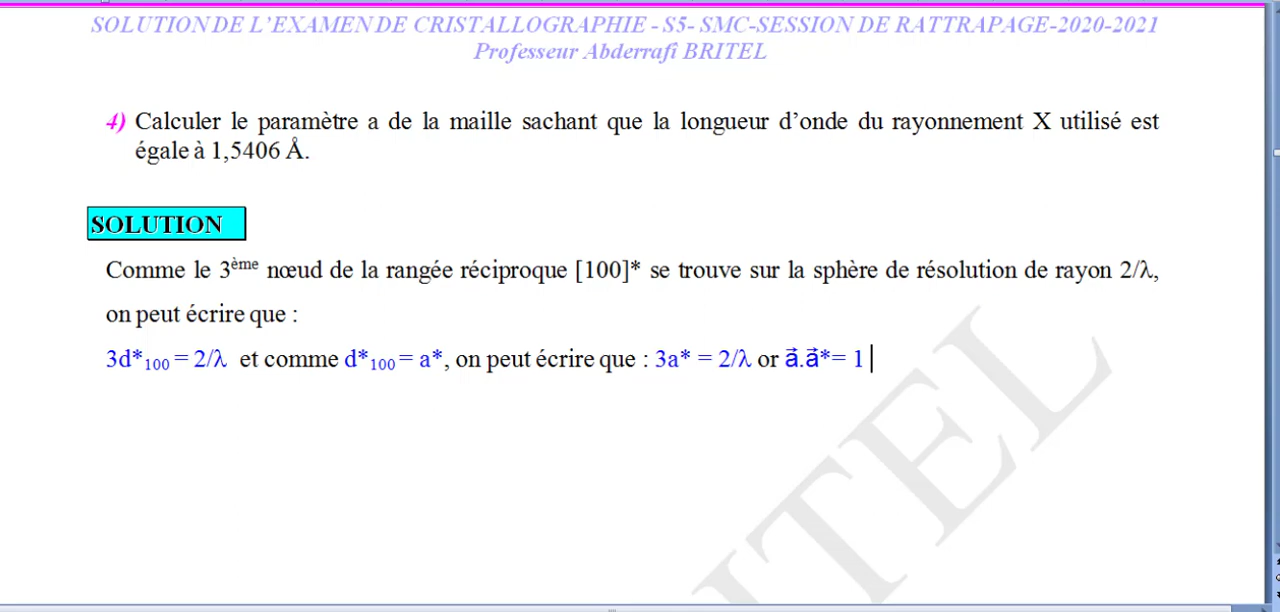 SOLUTION DE L'EXAMEN DE CRISTALLOGRAPHIE - S5- SMC-SESSION DE RATTRAPAGE-2020-2021
Professeur Abderrafi BRITEL
4) Calculer le paramètre a de la maille sachant que la longueur d'onde du rayonnement X utilisé est
égale à 1,5406 Å.
SOLUTION
Comme le 3ème nœud de la rangée réciproque [100]* se trouve sur la sphère de résolution de rayon 2/λ,
on peut écrire que :
3d*₁₀₀ = 2/λ et comme d*₁₀₀ = a*, on peut écrire que : 3a* = 2/λ or a⃗.a⃗*= 1
ITEL